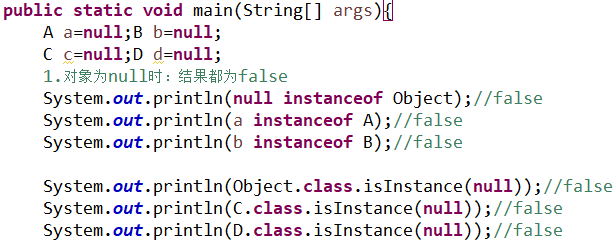 public static void main(String[] args){
A a=null;B b=null;
C c=null;D d=null;
1.对象为null时：结果都为false
System.out.println(null instanceof Object);//false
System.out.println(a instanceof A);//false
System.out.println(b instanceof B);//false
System.out.println(Object.class.isInstance(null));//false
System.out.println(C.class.isInstance(null));//false
System.out.println(D.class.isInstance(null));//false